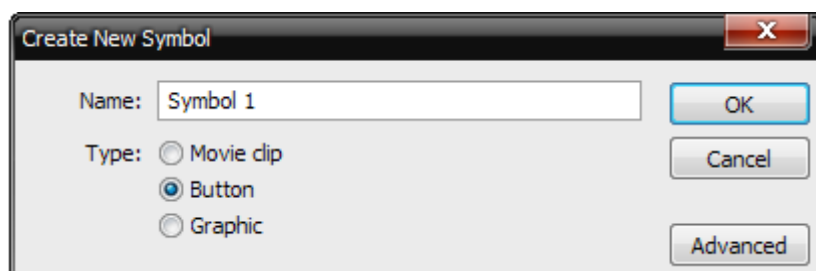 Create New Symbol
Name: Symbol 1 OK
Type: Movie clip Cancel
Button
Graphic
Advanced